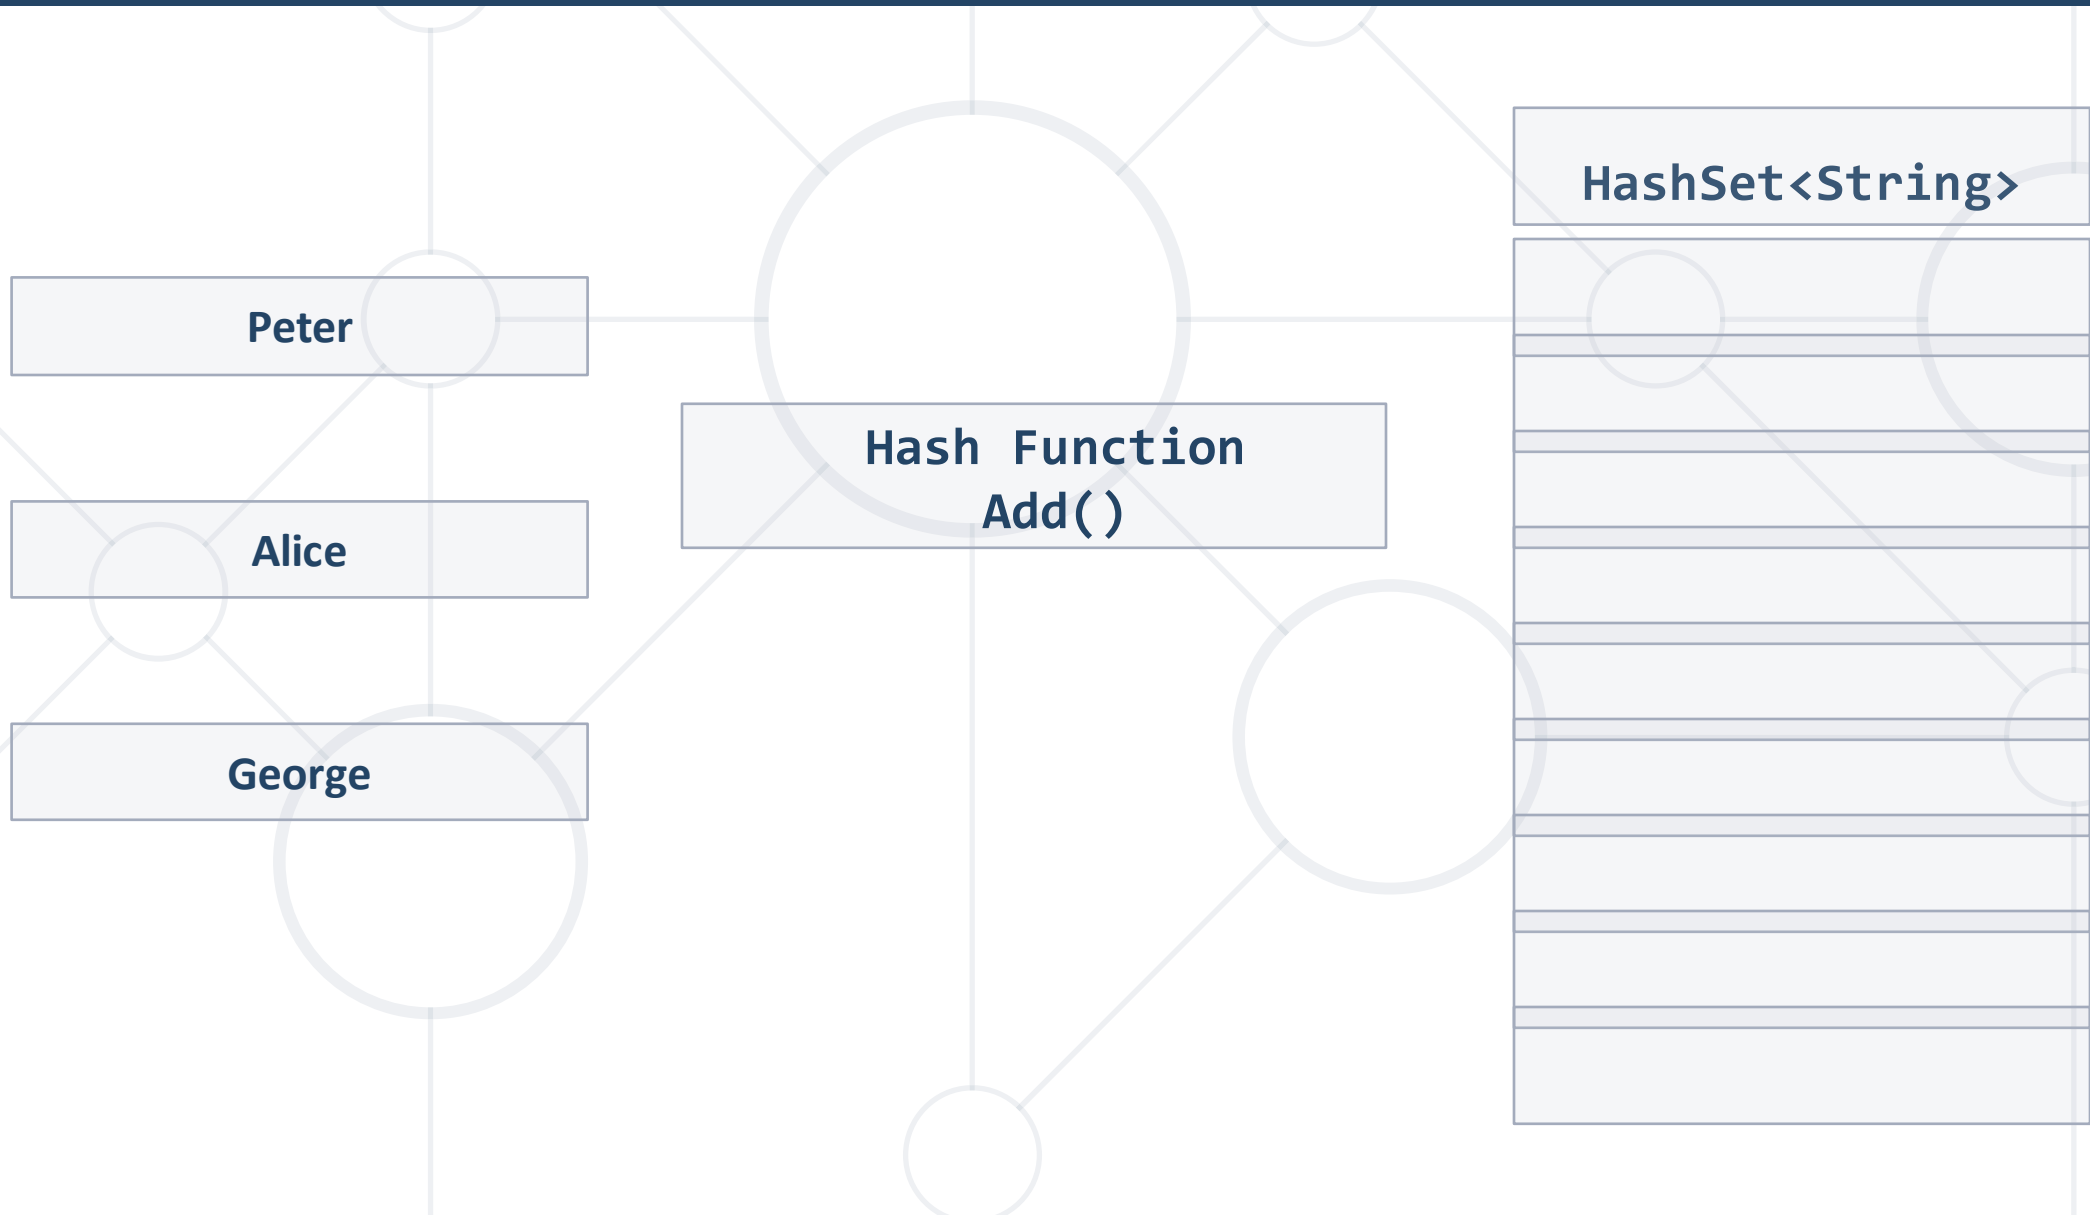 HashSet<String>
Peter
Hash Function
Add()
Alice
George